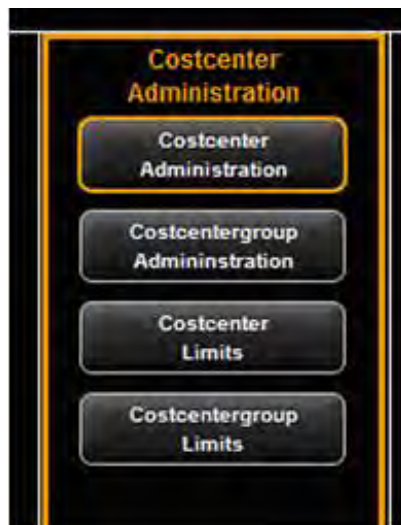 Costcenter
Administration
Costcenter
Administration
Costcentergroup
Admininstration
Costcenter
Limits
Costcentergroup
Limits